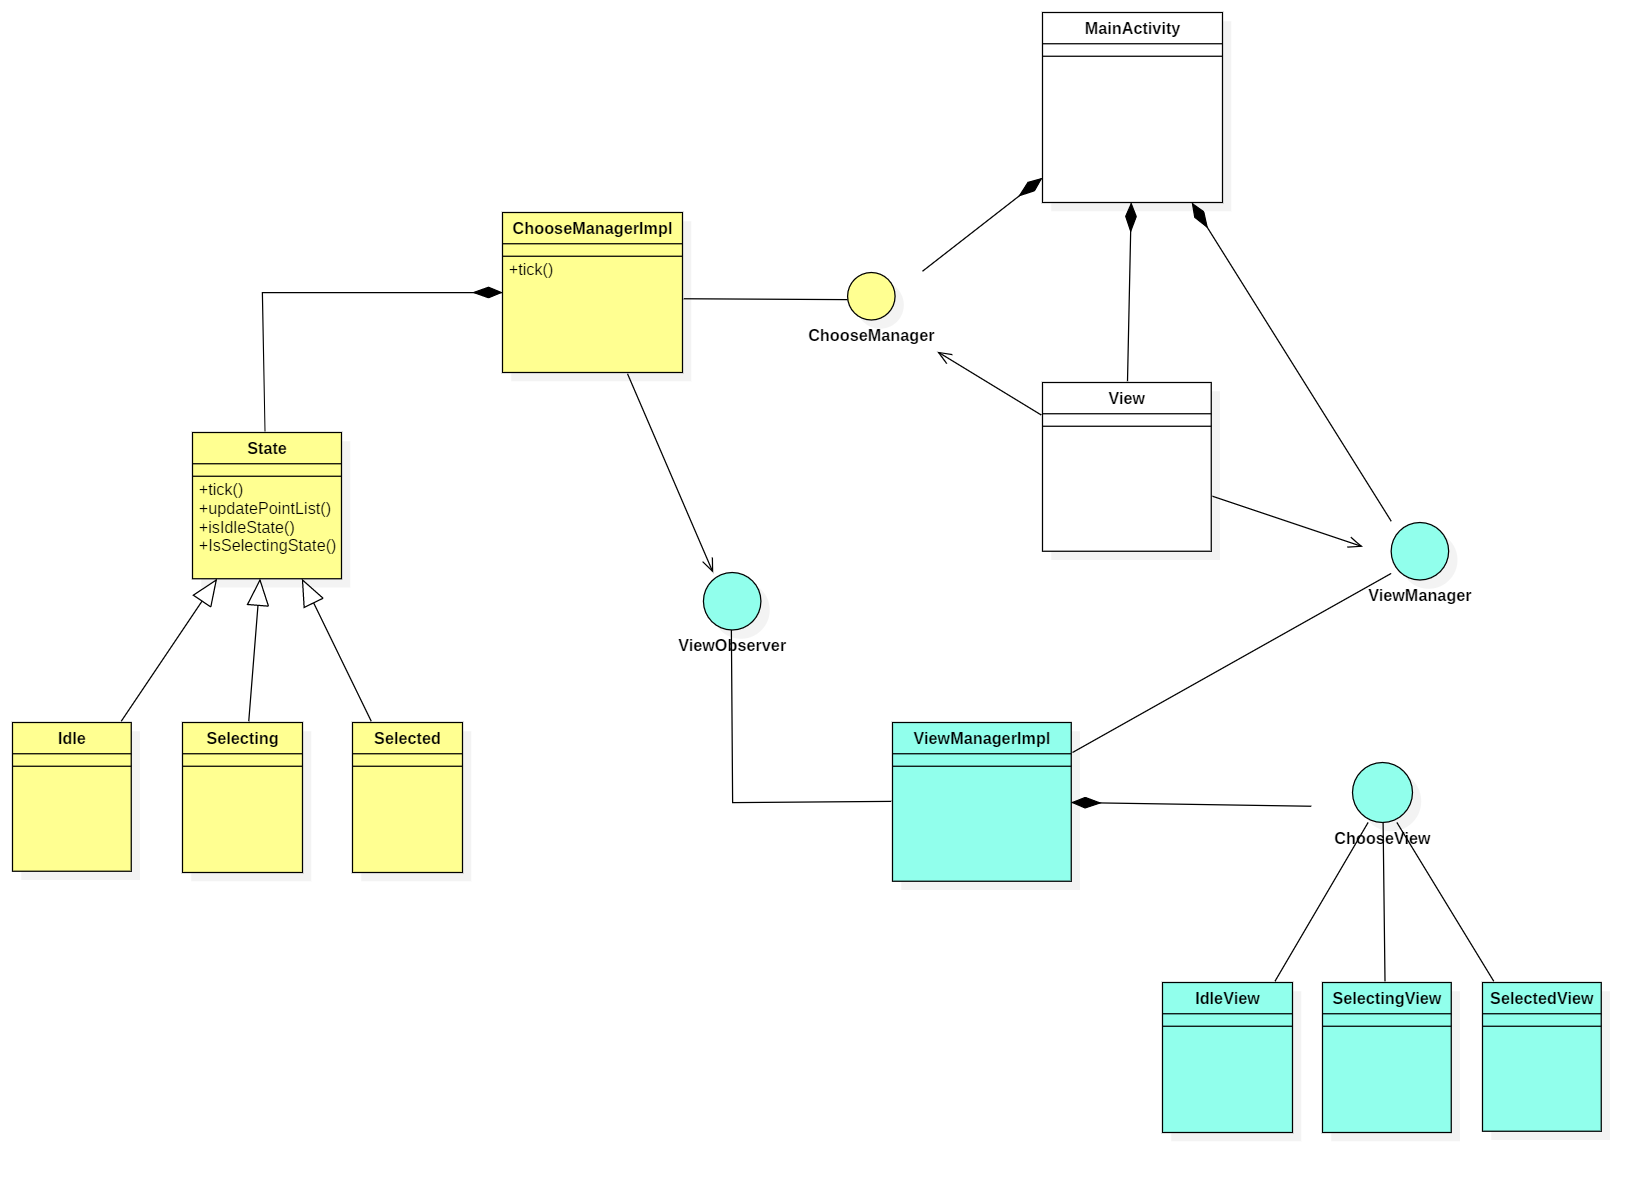 MainActivity
ChooseManagerImpl
+tick()
ChooseManager
View
State
+tick()
+updatePointList()
+isIdleState()
+IsSelectingState()
ViewManager
ViewObserver
Idle
Selecting
Selected
ViewManagerImpl
ChooseView
IdleView
SelectingView
SelectedView